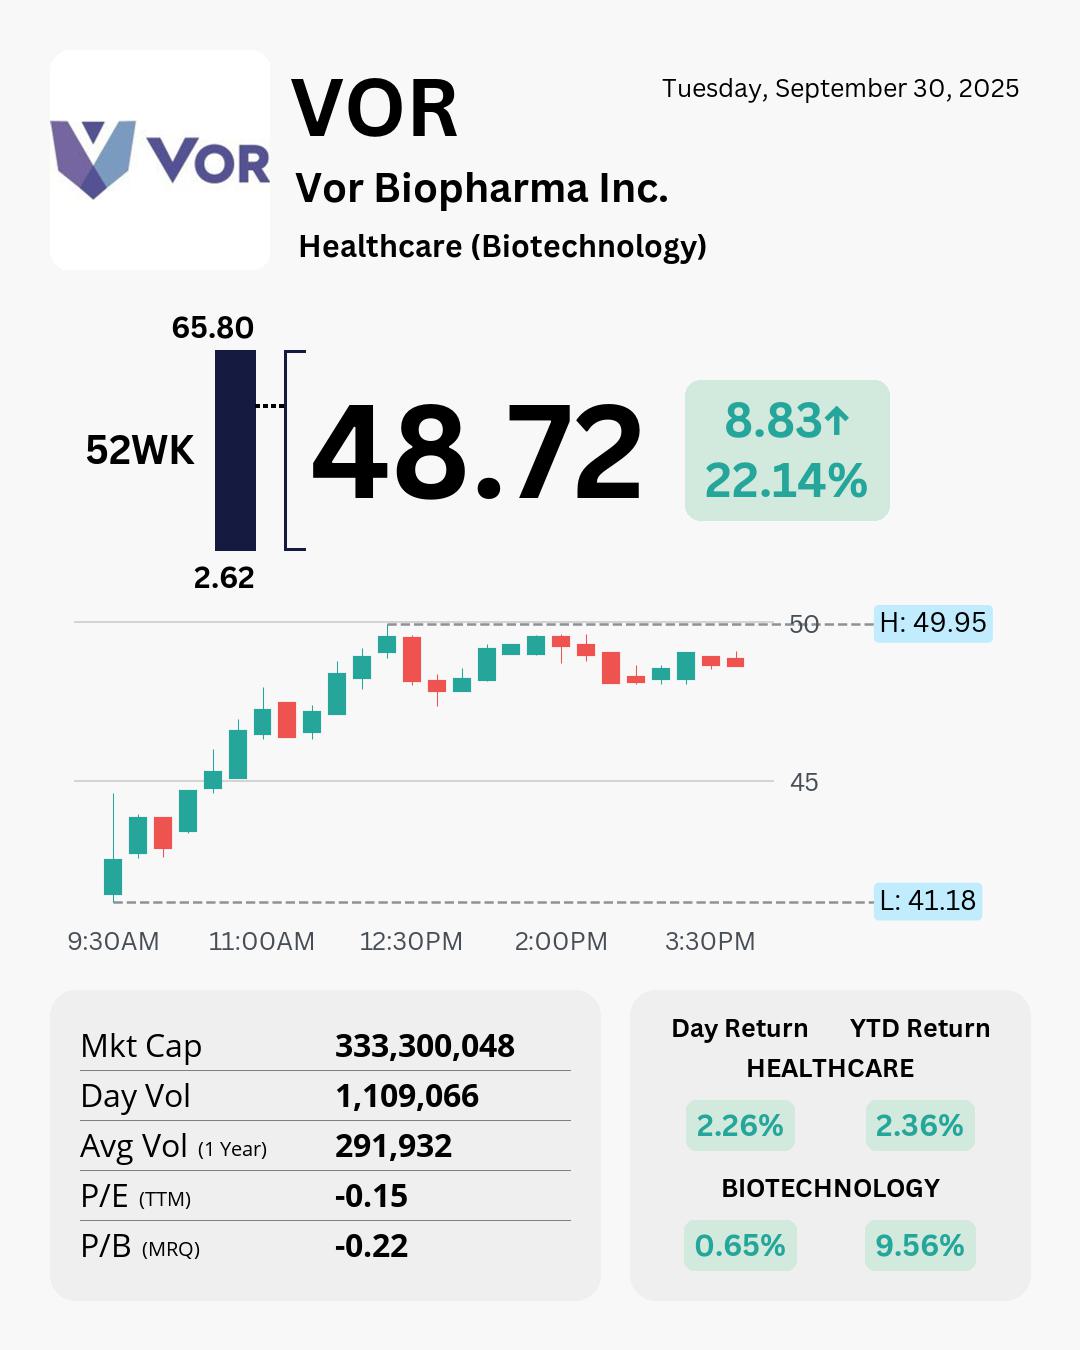 VOR
VOR
Tuesday, September 30, 2025
Vor Biopharma Inc.
Healthcare (Biotechnology)
65.80
52WK
2.62
48.72
8.83↑
22.14%
50
H: 49.95
45
L: 41.18
9:30AM 11:00AM 12:30PM 2:00PM 3:30PM
Mkt Cap 333,300,048
Day Vol 1,109,066
Avg Vol (1 Year) 291,932
P/E (TTM) -0.15
P/B (MRQ) -0.22
Day Return YTD Return
HEALTHCARE
2.26% 2.36%
BIOTECHNOLOGY
0.65% 9.56%